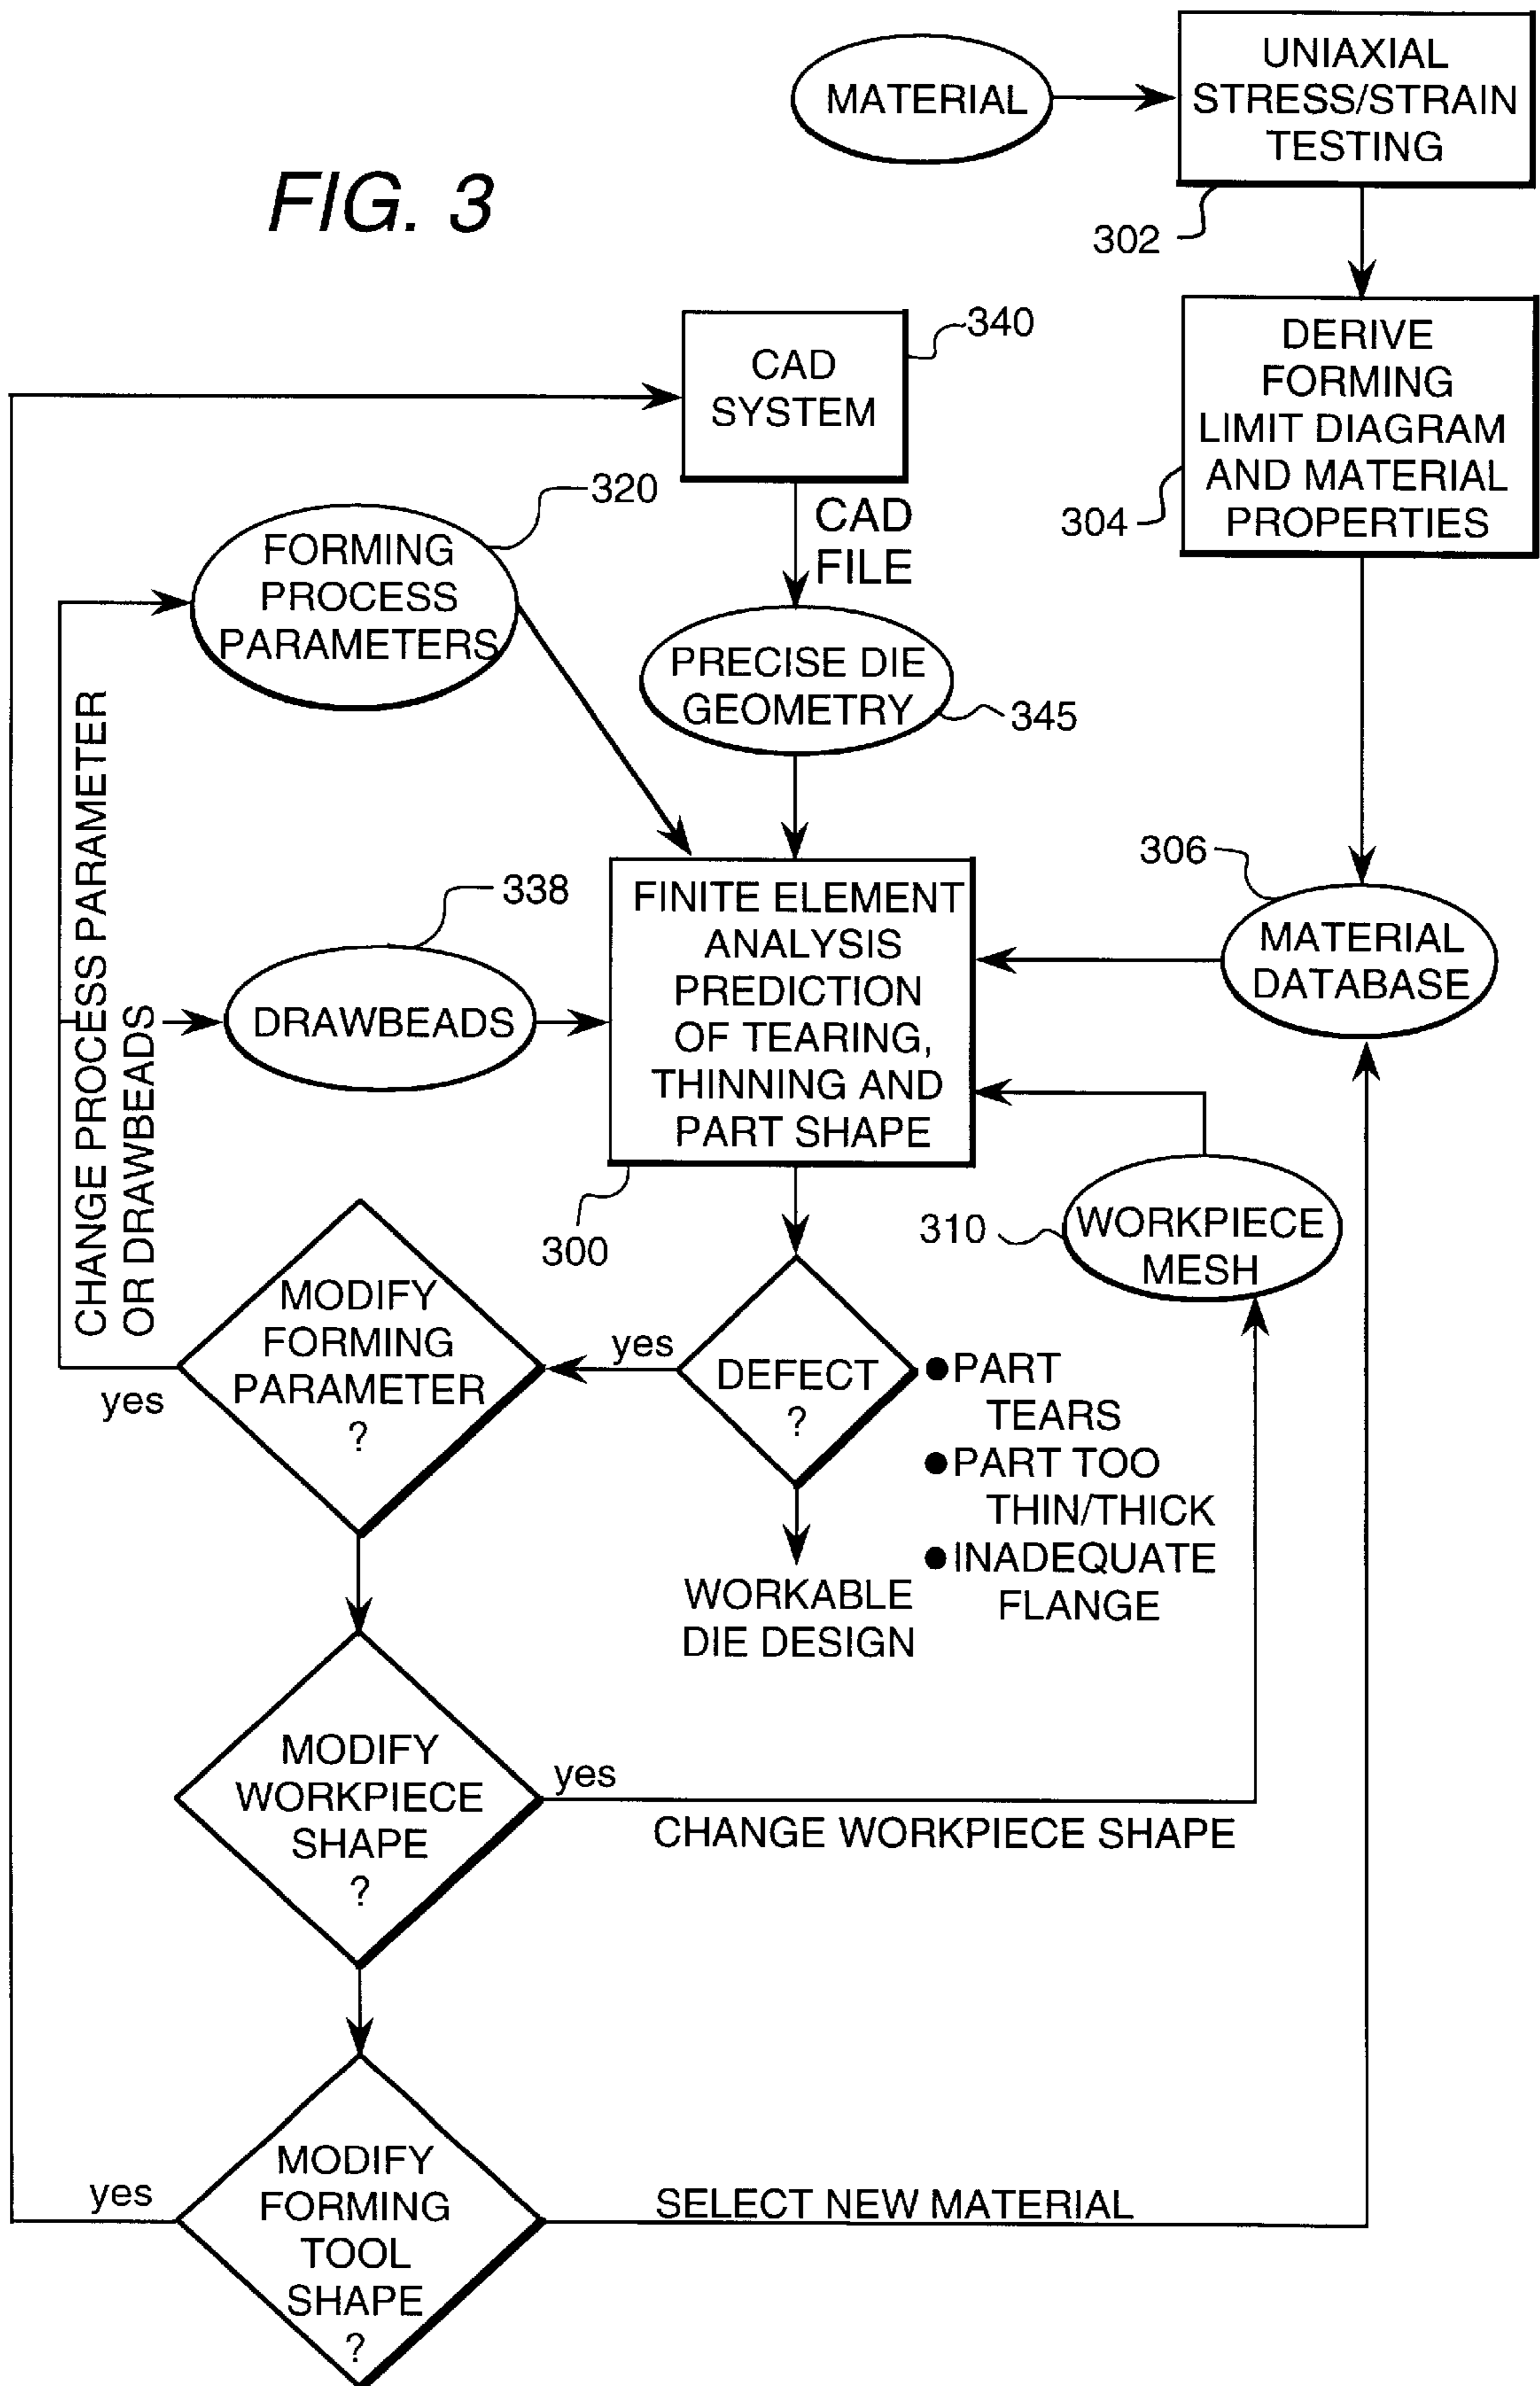 MATERIAL
UNIAXIAL
STRESS/STRAIN
TESTING
FIG. 3
302
340
CAD
SYSTEM
DERIVE
FORMING
LIMIT DIAGRAM
AND MATERIAL
PROPERTIES
304
320
CAD
FILE
FORMING
PROCESS
PARAMETERS
PRECISE DIE
GEOMETRY
345
CHANGE PROCESS PARAMETER
OR DRAWBEADS
306
338
FINITE ELEMENT
ANALYSIS
PREDICTION
OF TEARING,
THINNING AND
PART SHAPE
MATERIAL
DATABASE
DRAWBEADS
300
310
WORKPIECE
MESH
MODIFY
FORMING
PARAMETER
?
yes
yes
DEFECT
?
●PART
TEARS
●PART TOO
THIN/THICK
●INADEQUATE
FLANGE
WORKABLE
DIE DESIGN
MODIFY
WORKPIECE
SHAPE
?
yes
CHANGE WORKPIECE SHAPE
yes
MODIFY
FORMING
TOOL
SHAPE
?
SELECT NEW MATERIAL